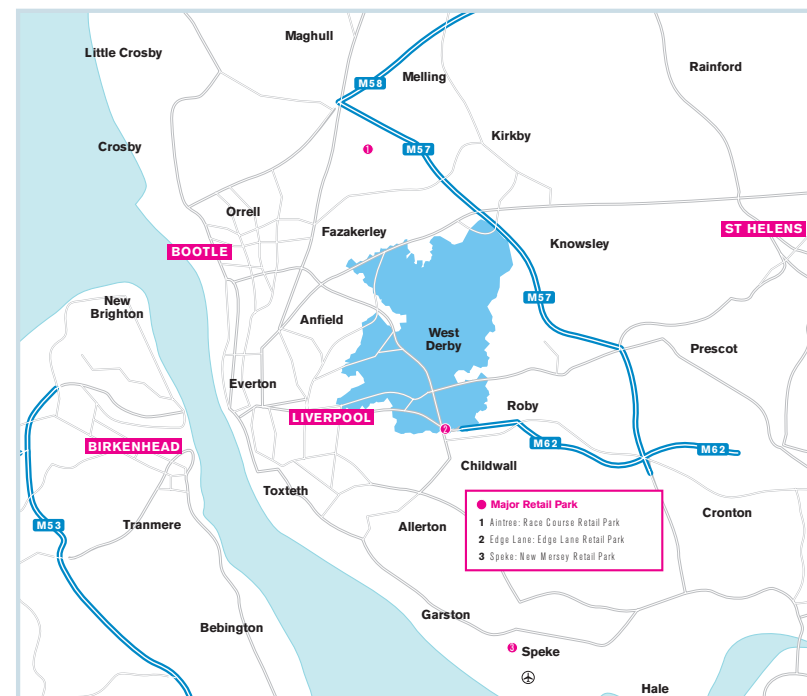 Maghull
Little Crosby
Rainford
Melling
M58
Kirkby
Crosby
1
M57
Orrell
ST HELENS
Fazakerley
Knowsley
BOOTLE
New
Brighton
M57
Anfield
West
Derby
Prescot
Everton
Roby
LIVERPOOL
2
BIRKENHEAD
M62
M62
Childwall
Toxteth
Major Retail Park
1 Aintree: Race Course Retail Park
2 Edge Lane: Edge Lane Retail Park
3 Speke: New Mersey Retail Park
Cronton
M53
Tranmere
Allerton
Garston
Bebington
3
Speke
Hale